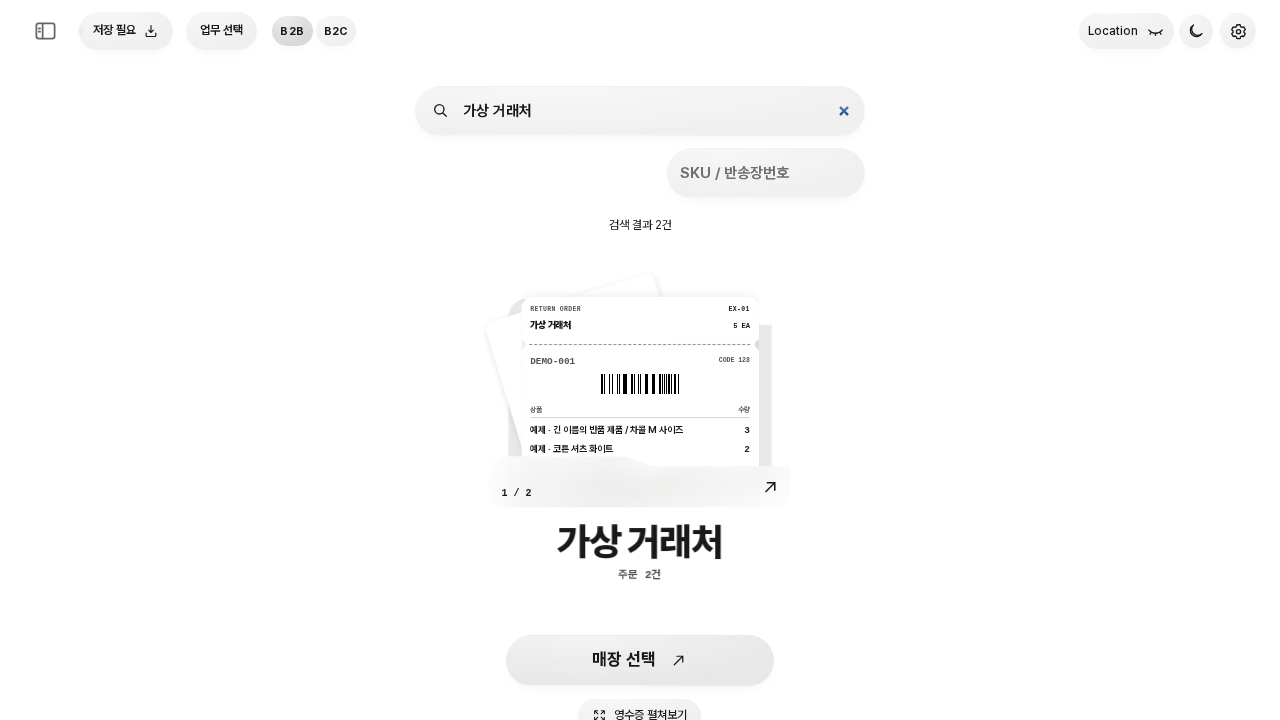 저장 필요
업무 선택
B2B
B2C
Location
가상 거래처
SKU / 반송장번호
검색 결과 2건
RETURN ORDER
EX-01
가상 거래처
5 EA
DEMO-001
CODE 128
상품
수량
예제 · 긴 이름의 반품 제품 / 차콜 M 사이즈
3
예제 · 코튼 셔츠 화이트
2
1 / 2
가상 거래처
주문 2건
매장 선택
영수증 펼쳐보기